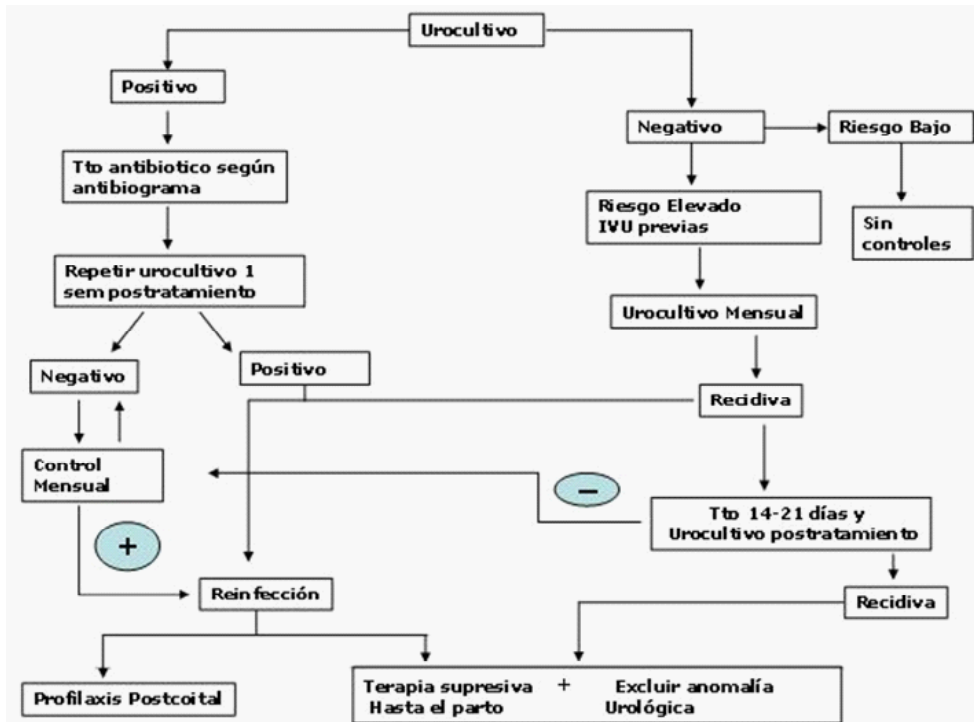 Urocultivo
Positivo
Negativo
Riesgo Bajo
Tto antibiotico según
antibiograma
Riesgo Elevado
IVU previas
Sin
controles
Repetir urocultivo 1
sem postratamiento
Urocultivo Mensual
Negativo
Positivo
Recidiva
Control
Mensual
−
Tto 14-21 días y
Urocultivo postratamiento
+
Reinfección
Recidiva
Profilaxis Postcoital
Terapia supresiva + Excluir anomalía
Hasta el parto Urológica